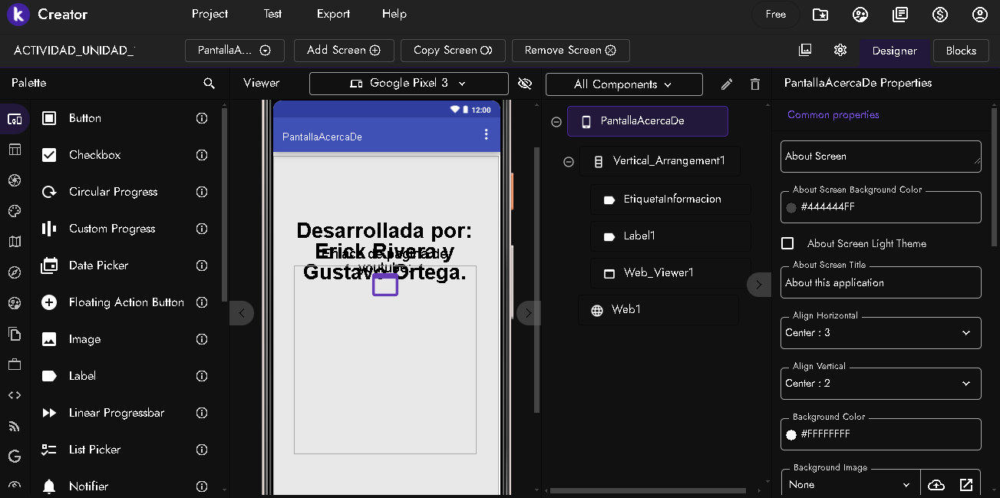 Creator
Project
Test
Export
Help
Free
ACTIVIDAD_UNIDAD_
PantallaA...
Add Screen
Copy Screen
Remove Screen
Designer
Blocks
Palette
Viewer
Google Pixel 3
All Components
PantallaAcercaDe Properties
Button
Checkbox
Circular Progress
Custom Progress
Date Picker
Floating Action Button
Image
Label
Linear Progressbar
List Picker
Notifier
12:00
PantallaAcercaDe
Desarrollada por:
Erick Rivera y
Gustavo Ortega.
Enlace de pagina de
youtube
PantallaAcercaDe
Vertical_Arrangement1
EtiquetaInformacion
Label1
Web_Viewer1
Web1
Common properties
About Screen
About Screen Background Color
#444444FF
About Screen Light Theme
About Screen Title
About this application
Align Horizontal
Center : 3
Align Vertical
Center : 2
Background Color
#FFFFFFFF
Background Image
None